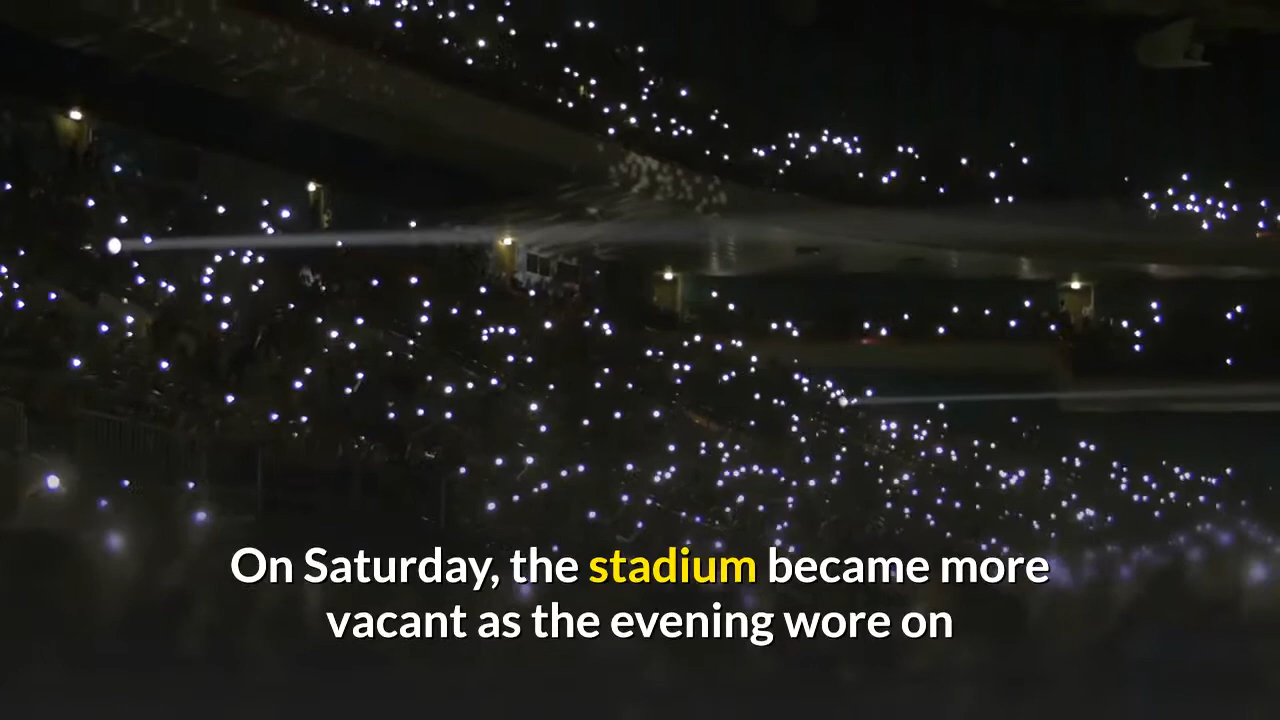 On Saturday, the stadium became more
vacant as the evening wore on